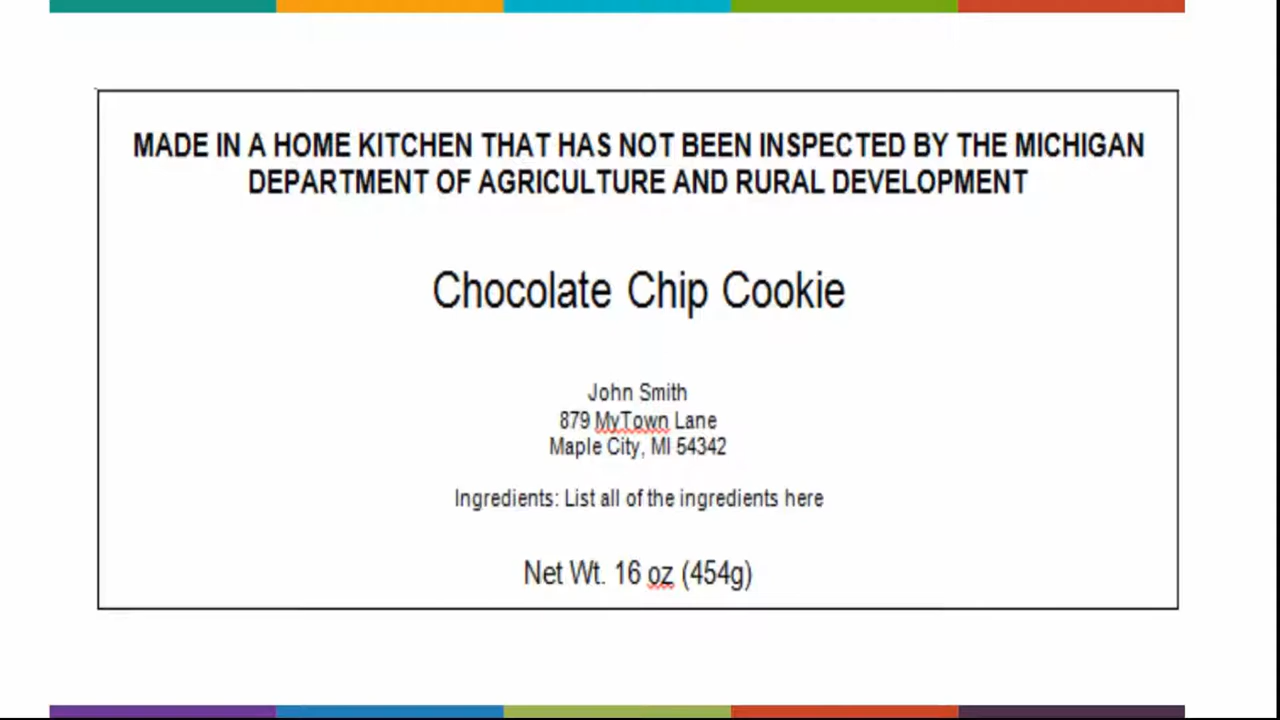 MADE IN A HOME KITCHEN THAT HAS NOT BEEN INSPECTED BY THE MICHIGAN
DEPARTMENT OF AGRICULTURE AND RURAL DEVELOPMENT
Chocolate Chip Cookie
John Smith
879 MyTown Lane
Maple City, MI 54342
Ingredients: List all of the ingredients here
Net Wt. 16 oz (454g)